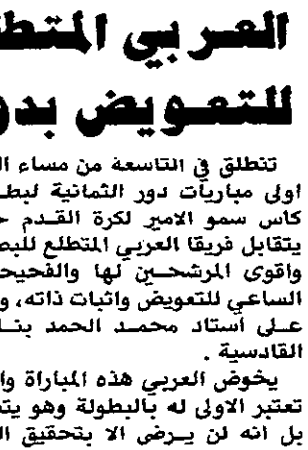 العربي المتط
للتعويض بدو
تنطلق في التاسعة من مساء ال
اولى مباريات دور الثمانية لبط
كاس سمو الامير لكرة القدم ح
يتقابل فريقا العربي المتطلع للبط
واقوى المرشحين لها والفحيح
الساعي للتعويض واثبات ذاته، و
على أستاد محمد الحمد بنا
القادسية .
يخوض العربي هذه المباراة وا
تعتبر الاولى له بالبطولة وهو يت
بل انه لن يرضى الا بتحقيق ال